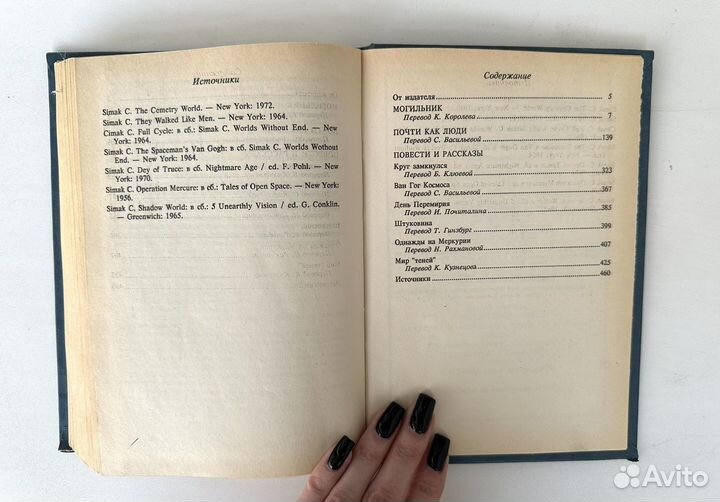 Источники
Simak C. The Cemetry World. — New York: 1972.
Simak C. They Walked Like Men. — New York: 1964.
Cimak C. Full Cycle: в сб.: Simak C. Worlds Without End. — New York: 1964.
Simak C. The Spaceman's Van Gogh: в сб. Simak C. Worlds Wothout End. — New York: 1964.
Simak C. Dey of Truce: в сб. Nightmare Age / ed. F. Pohl. — New York: 1970.
Simak C. Operation Mercure: в сб.: Tales of Open Space. — New York: 1956.
Simak C, Shadow World: в сб.: 5 Unearthly Vision / ed. G. Conklin. — Greenwich: 1965.
Содержание
От издателя 5
МОГИЛЬНИК
Перевод К. Королева 7
ПОЧТИ КАК ЛЮДИ
Перевод С. Васильевой 139
ПОВЕСТИ И РАССКАЗЫ
Круг замкнулся
Перевод Б. Клюевой 323
Ван Гог Космоса
Перевод С. Васильевой 367
День Перемирия
Перевод И. Почиталина 385
Штуковина
Перевод Т. Гинзбург 399
Однажды на Меркурии
Перевод Н. Рахмановой 407
Мир "теней"
Перевод К. Кузнецова 425
Источники 460
Avito